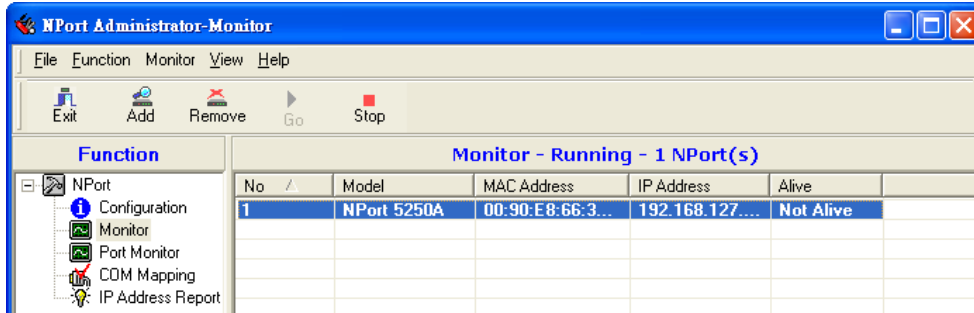 NPort Administrator-Monitor
File Function Monitor View Help
Exit Add Remove Go Stop
Function
Monitor - Running - 1 NPort(s)
NPort
Configuration
Monitor
Port Monitor
COM Mapping
IP Address Report
No Model MAC Address IP Address Alive
1 NPort 5250A 00:90:E8:66:3... 192.168.127.... Not Alive